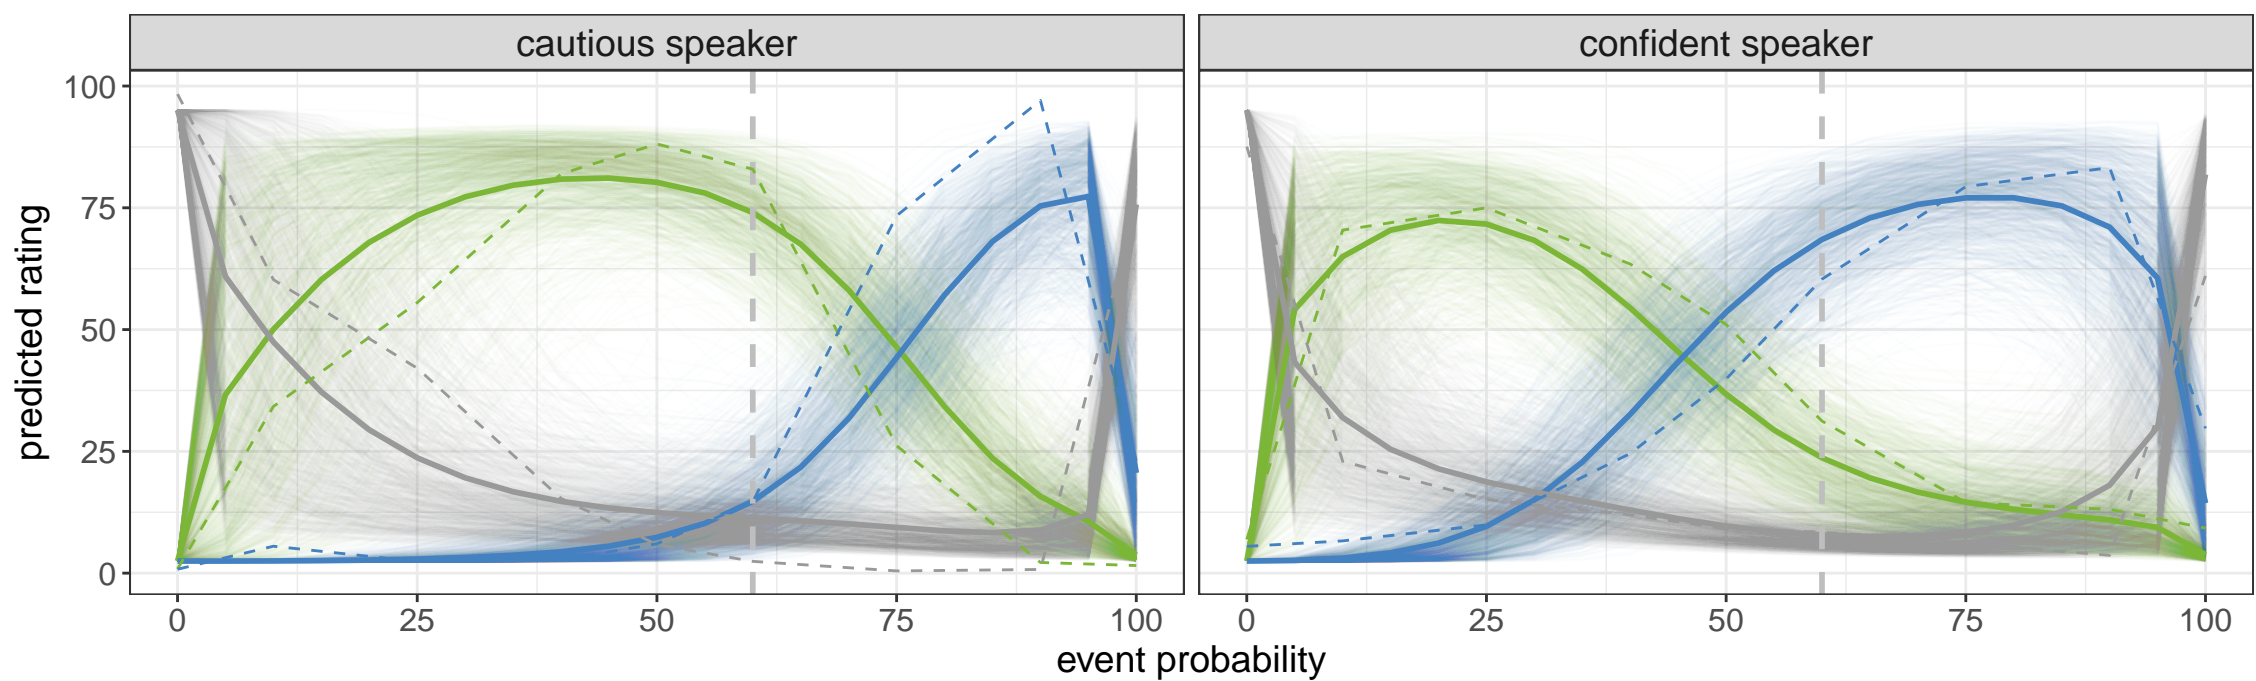 cautious speaker
confident speaker
predicted rating
100
75
50
25
0
0 25 50 75 100
0 25 50 75 100
event probability